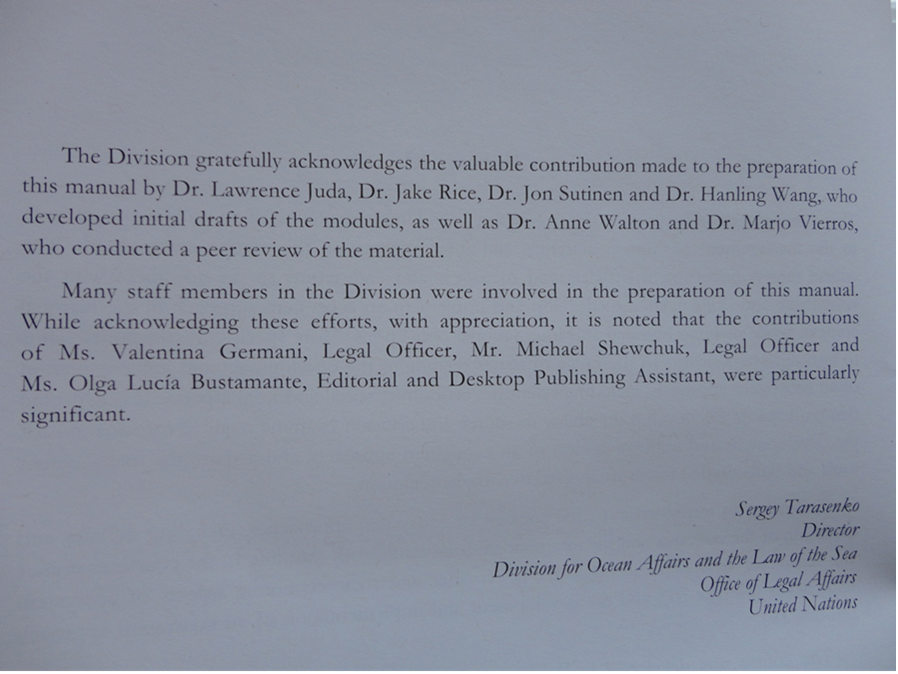 The Division gratefully acknowledges the valuable contribution made to the preparation of
this manual by Dr. Lawrence Juda, Dr. Jake Rice, Dr. Jon Sutinen and Dr. Hanling Wang, who
developed initial drafts of the modules, as well as Dr. Anne Walton and Dr. Marjo Vierros,
who conducted a peer review of the material.
Many staff members in the Division were involved in the preparation of this manual.
While acknowledging these efforts, with appreciation, it is noted that the contributions
of Ms. Valentina Germani, Legal Officer, Mr. Michael Shewchuk, Legal Officer and
Ms. Olga Lucía Bustamante, Editorial and Desktop Publishing Assistant, were particularly
significant.
Sergey Tarasenko
Director
Division for Ocean Affairs and the Law of the Sea
Office of Legal Affairs
United Nations